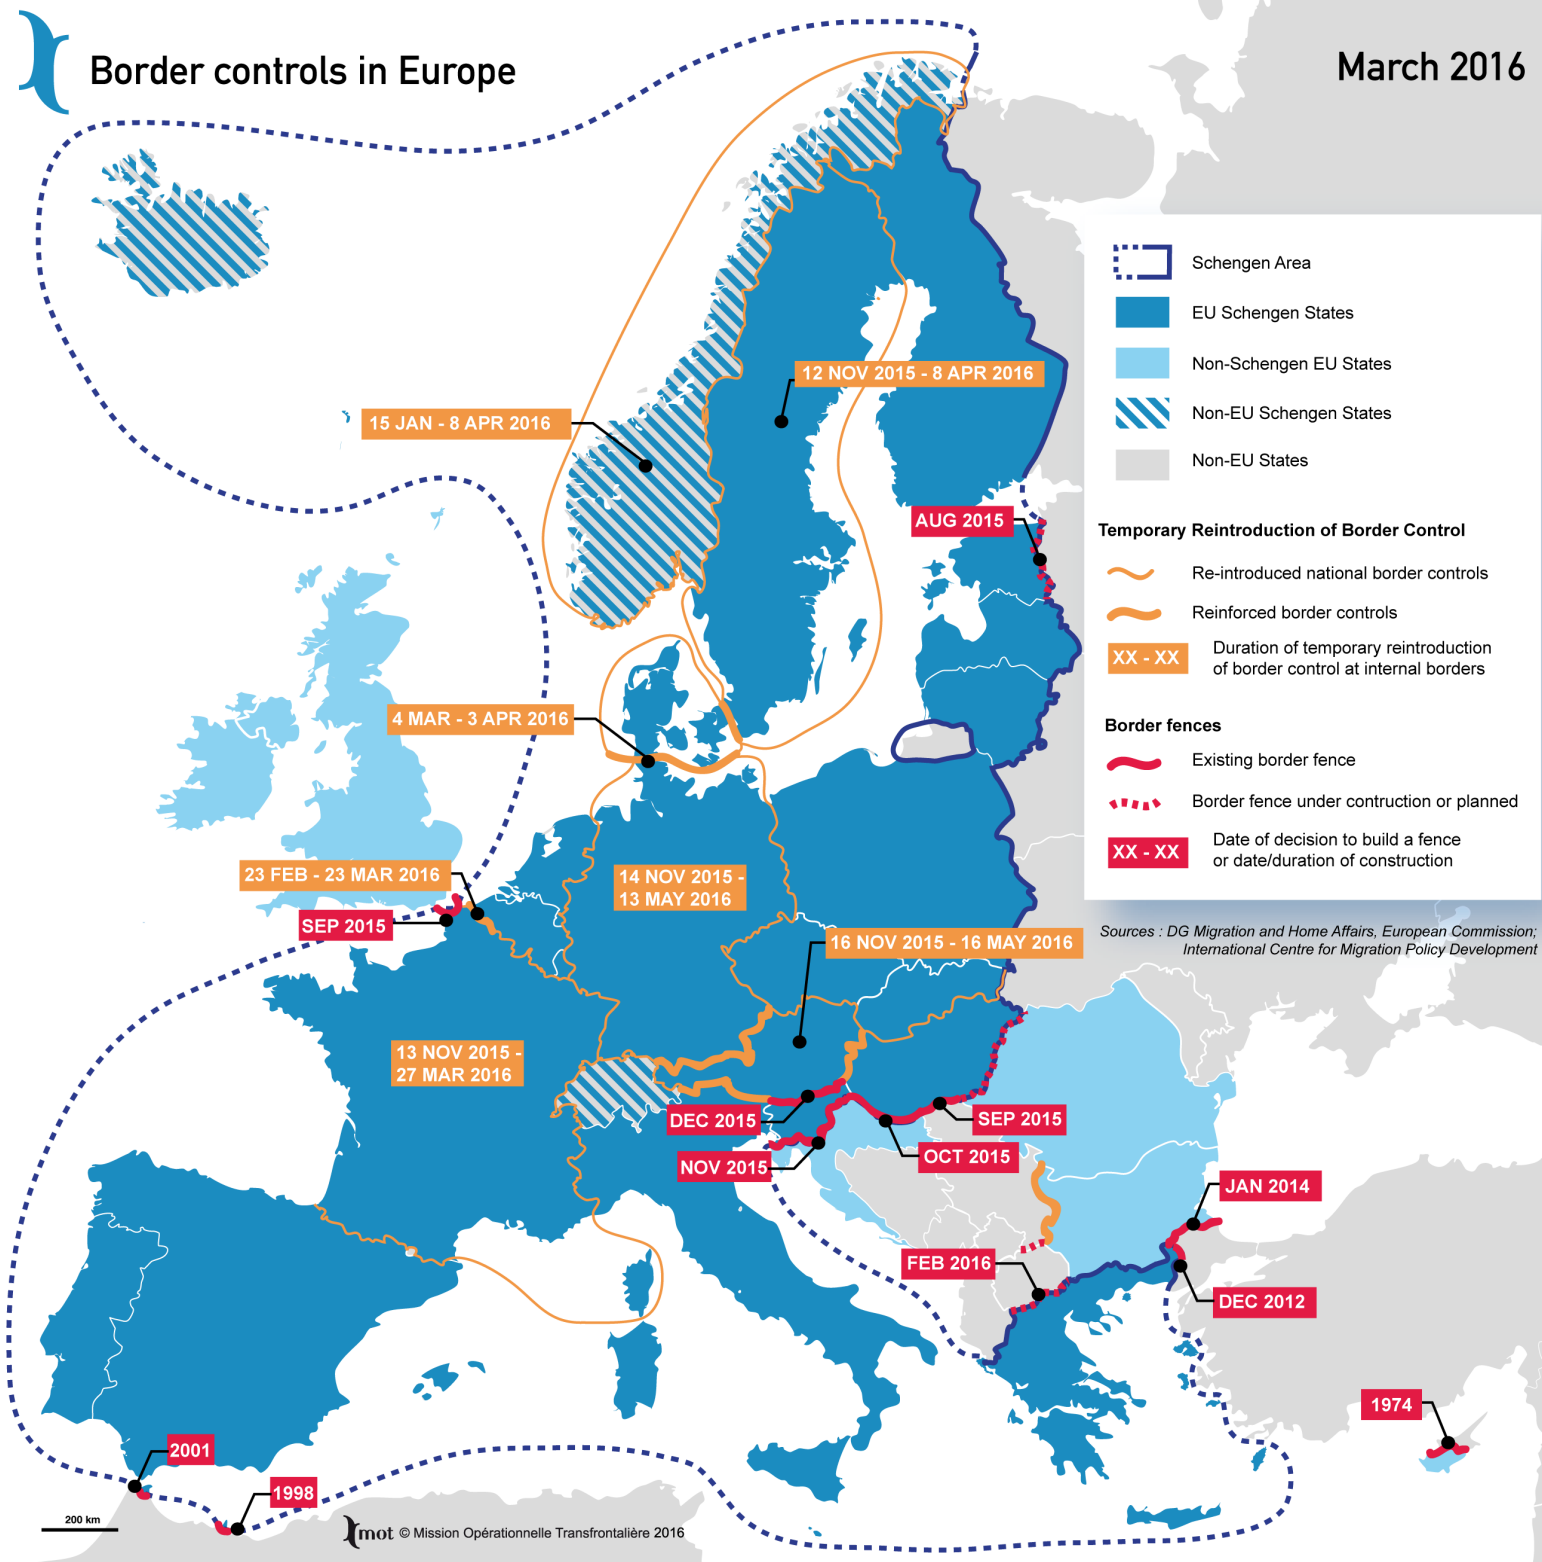 Border controls in Europe
March 2016
Schengen Area
EU Schengen States
Non-Schengen EU States
Non-EU Schengen States
Non-EU States
Temporary Reintroduction of Border Control
Re-introduced national border controls
Reinforced border controls
XX - XX
Duration of temporary reintroduction
of border control at internal borders
Border fences
Existing border fence
Border fence under contruction or planned
XX - XX
Date of decision to build a fence
or date/duration of construction
Sources : DG Migration and Home Affairs, European Commission;
International Centre for Migration Policy Development
12 NOV 2015 - 8 APR 2016
15 JAN - 8 APR 2016
AUG 2015
4 MAR - 3 APR 2016
23 FEB - 23 MAR 2016
14 NOV 2015 -
13 MAY 2016
SEP 2015
16 NOV 2015 - 16 MAY 2016
13 NOV 2015 -
27 MAR 2016
DEC 2015
SEP 2015
OCT 2015
NOV 2015
JAN 2014
FEB 2016
DEC 2012
1974
2001
1998
200 km
mot © Mission Opérationnelle Transfrontalière 2016